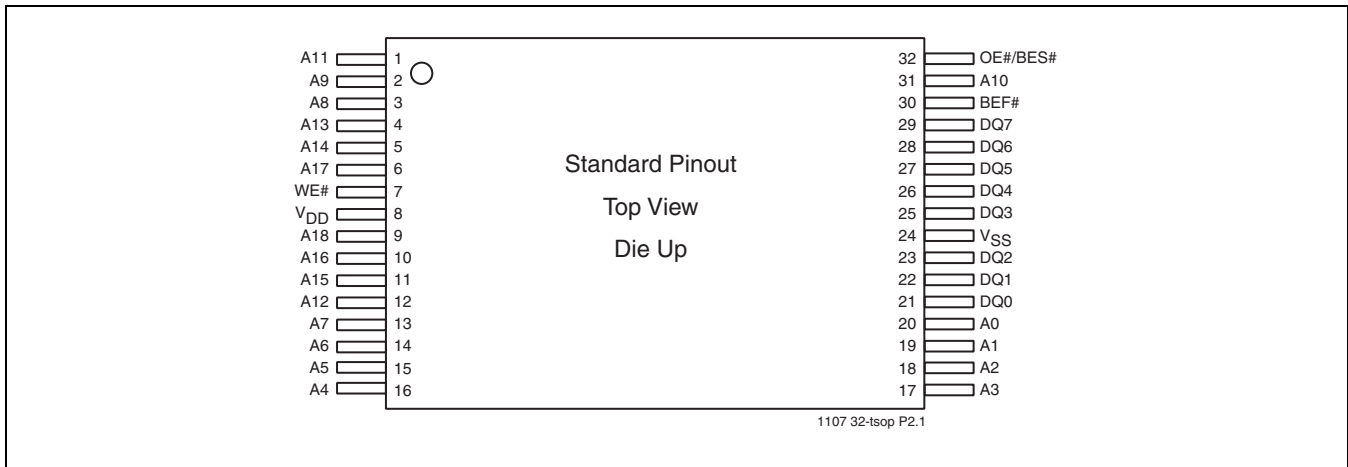 A11 1 32 OE#/BES#
A9 2 31 A10
A8 3 30 BEF#
A13 4 29 DQ7
A14 5 28 DQ6
A17 6 27 DQ5
WE# 7 26 DQ4
VDD 8 25 DQ3
A18 9 24 VSS
A16 10 23 DQ2
A15 11 22 DQ1
A12 12 21 DQ0
A7 13 20 A0
A6 14 19 A1
A5 15 18 A2
A4 16 17 A3
Standard Pinout
Top View
Die Up
1107 32-tsop P2.1